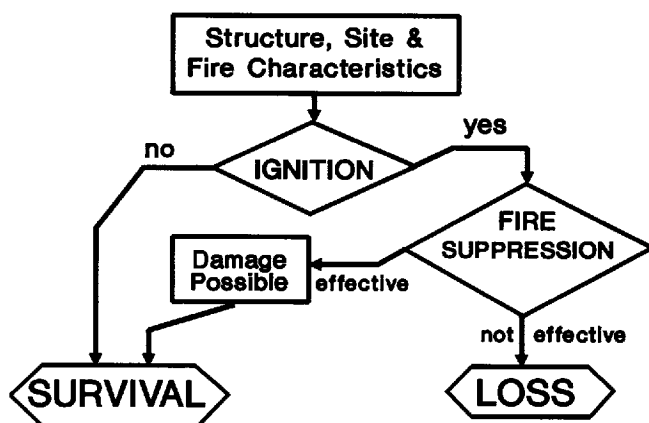 Structure, Site &
Fire Characteristics
no
yes
IGNITION
FIRE
SUPPRESSION
Damage
Possible
effective
not effective
SURVIVAL
LOSS